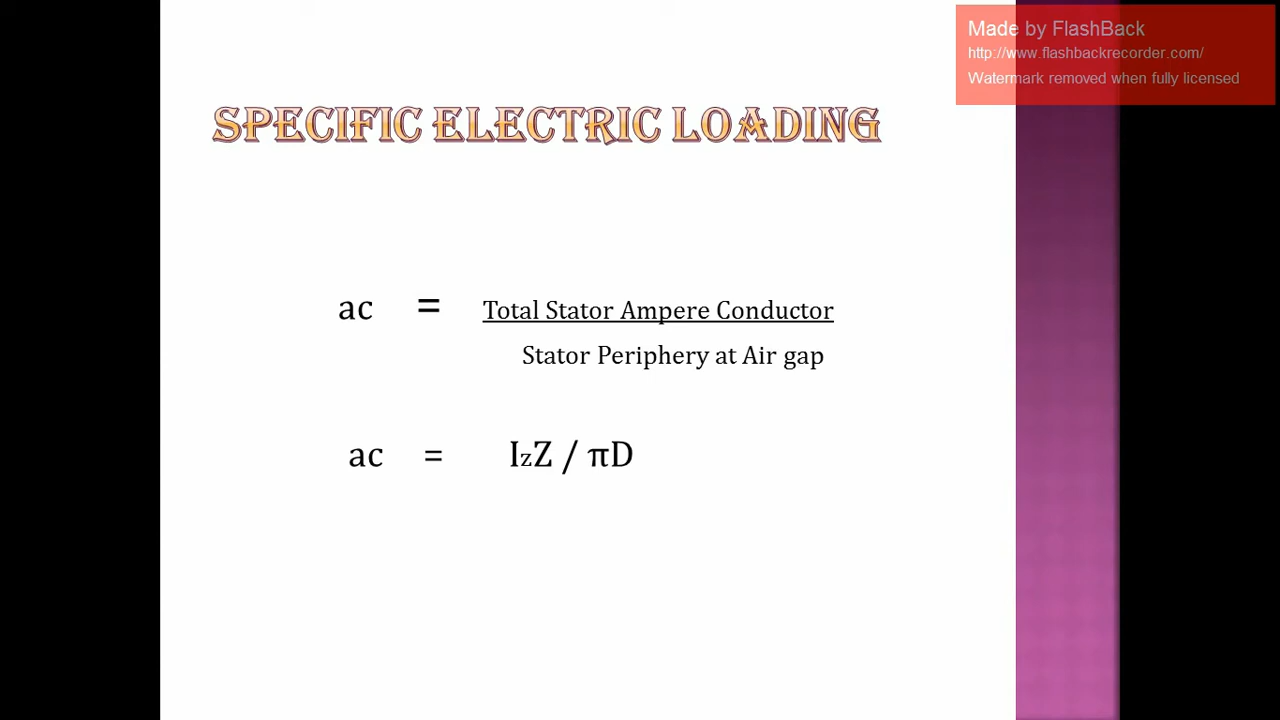 Made by FlashBack
http://www.flashbackrecorder.com/
Watermark removed when fully licensed
SPECIFIC ELECTRIC LOADING
ac = Total Stator Ampere Conductor
Stator Periphery at Air gap
ac = IzZ / πD